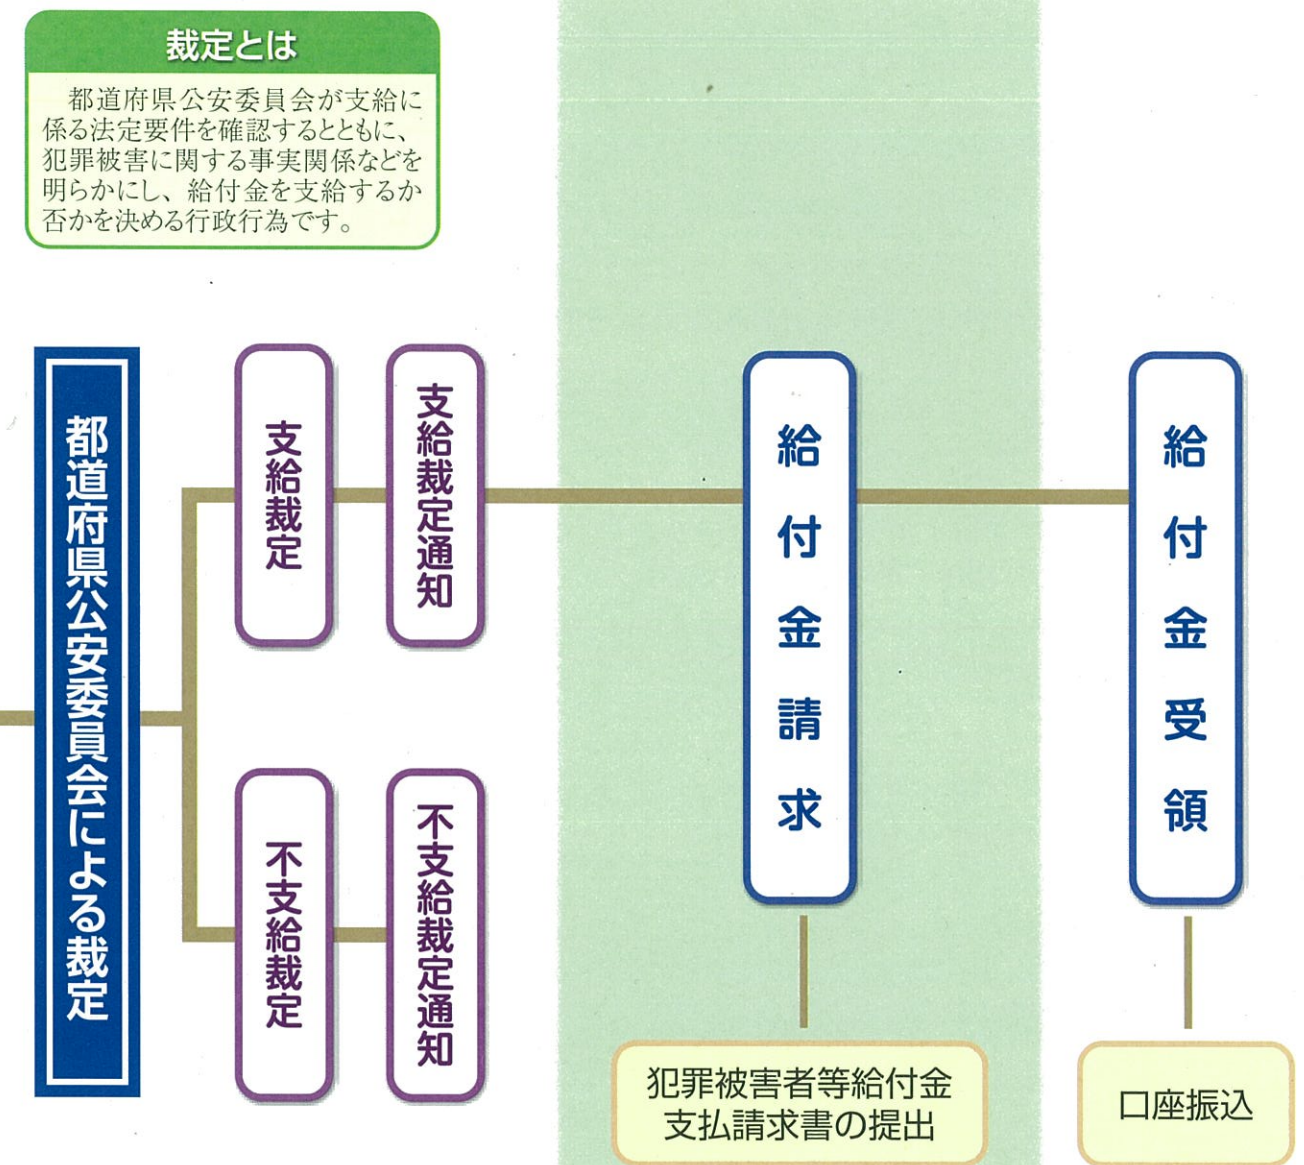 裁定とは
都道府県公安委員会が支給に
係る法定要件を確認するとともに、
犯罪被害に関する事実関係などを
明らかにし、給付金を支給するか
否かを決める行政行為です。
都道府県公安委員会による裁定
支給裁定
支給裁定通知
不支給裁定
不支給裁定通知
給付金請求
犯罪被害者等給付金
支払請求書の提出
給付金受領
口座振込